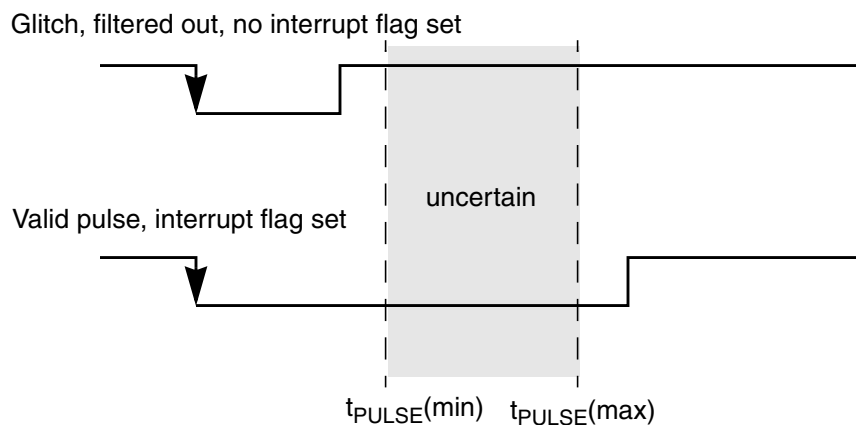 Glitch, filtered out, no interrupt flag set
uncertain
Valid pulse, interrupt flag set
tPULSE(min) tPULSE(max)